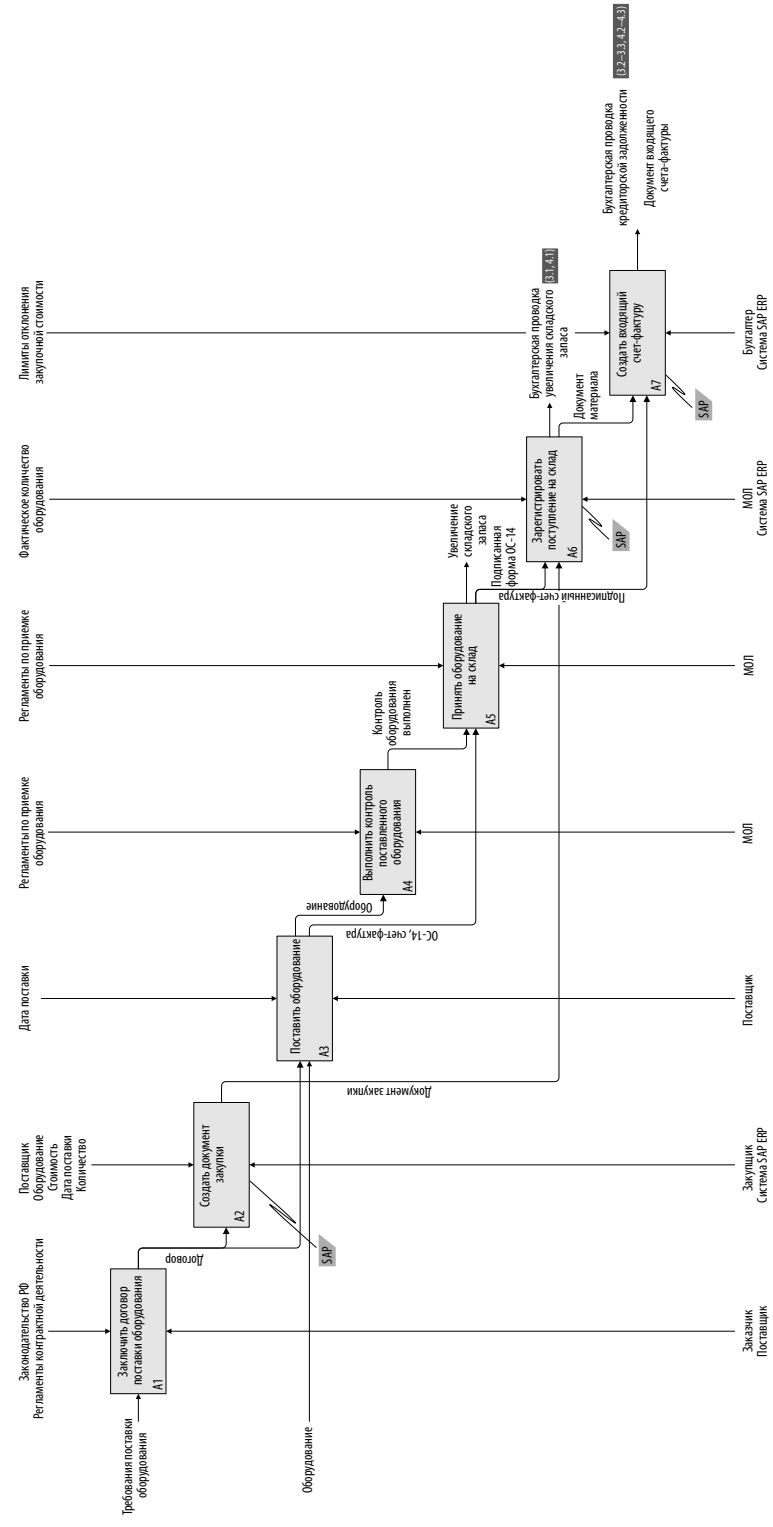 Законодательство РФ
Регламенты контрактной деятельности
Поставщик
Оборудование
Стоимость
Дата поставки
Количество
Дата поставки
Регламенты по приемке
оборудования
Регламенты по приемке
оборудования
Фактическое количество
оборудования
Лимиты отклонения
закупочной стоимости
Требования поставки
оборудования
Заключить договор
поставки оборудования
A1
Договор
Создать документ
закупки
A2
SAP
Документ закупки
Оборудование
Поставить оборудование
A3
Оборудование
ОС-14, счет-фактура
Выполнить контроль
поставленного
оборудования
A4
Контроль
оборудования
выполнен
Принять оборудование
на склад
A5
Увеличение
складского
запаса
Подписанная
форма ОС-14
Подписанный счет-фактура
Зарегистрировать
поступление на склад
A6
SAP
Бухгалтерская проводка
увеличения складского
запаса
(3.1, 4.1)
Документ
материала
Создать входящий
счет-фактуру
A7
SAP
Бухгалтерская проводка
кредиторской задолженности
(3.2–3.3, 4.2–4.3)
Документ входящего
счета-фактуры
Заказчик
Поставщик
Закупщик
Система SAP ERP
Поставщик
МОЛ
МОЛ
МОЛ
Система SAP ERP
Бухгалтер
Система SAP ERP